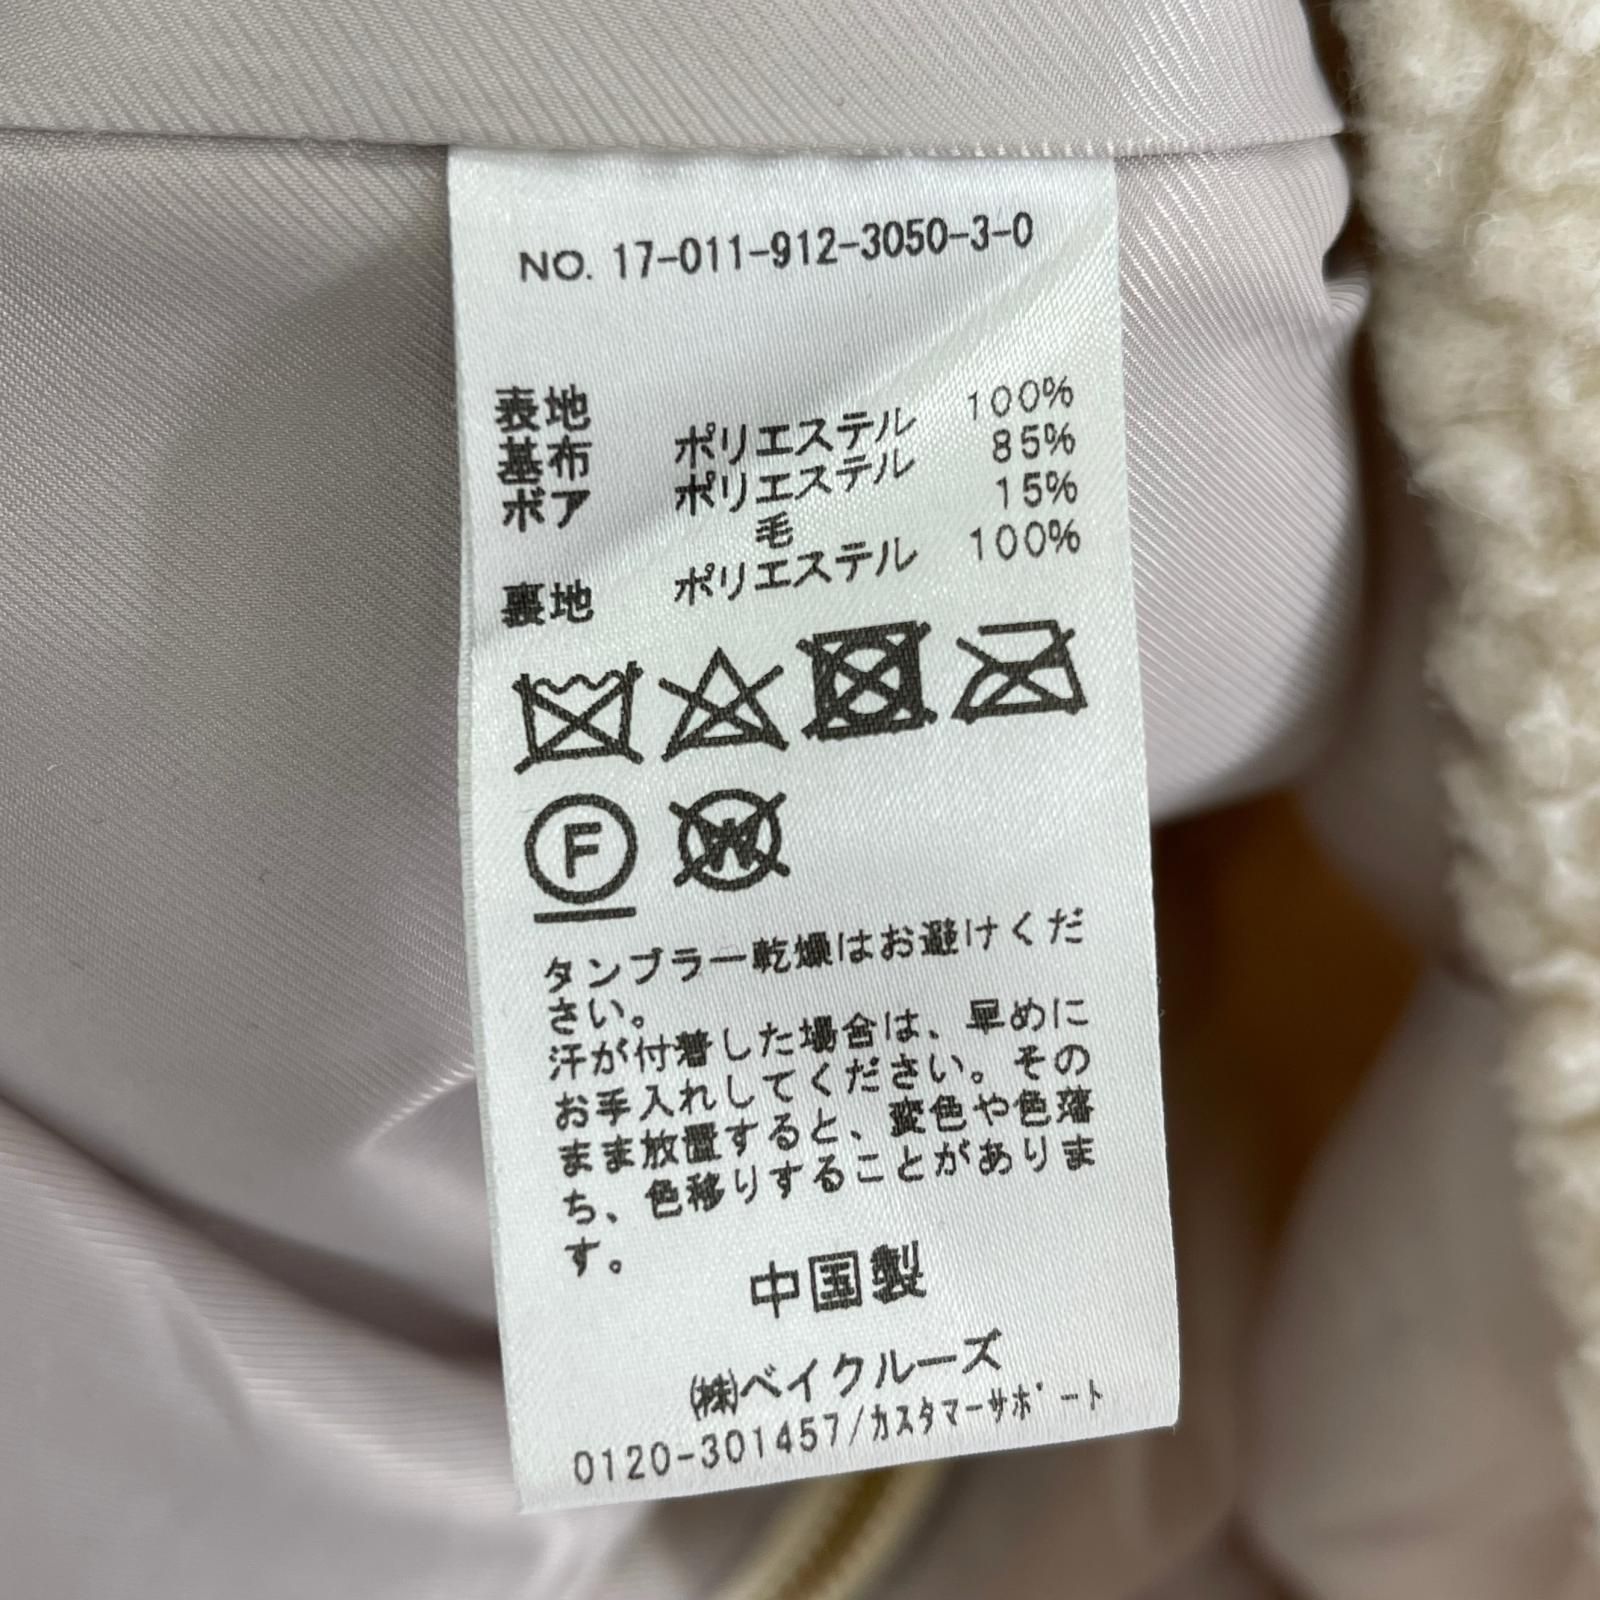 NO. 17-011-912-3050-3-0
表地
基布 ポリエステル 100%
ボア ポリエステル 85%
毛 15%
裏地 ポリエステル 100%
F
W
タンブラー乾燥はお避けくだ
さい。
汗が付着した場合は、早めに
お手入れしてください。その
まま放置すると、変色や色落
ち、色移りすることがありま
す。
中国製
㈱ベイクルーズ
0120-301457/カスタマーサポート